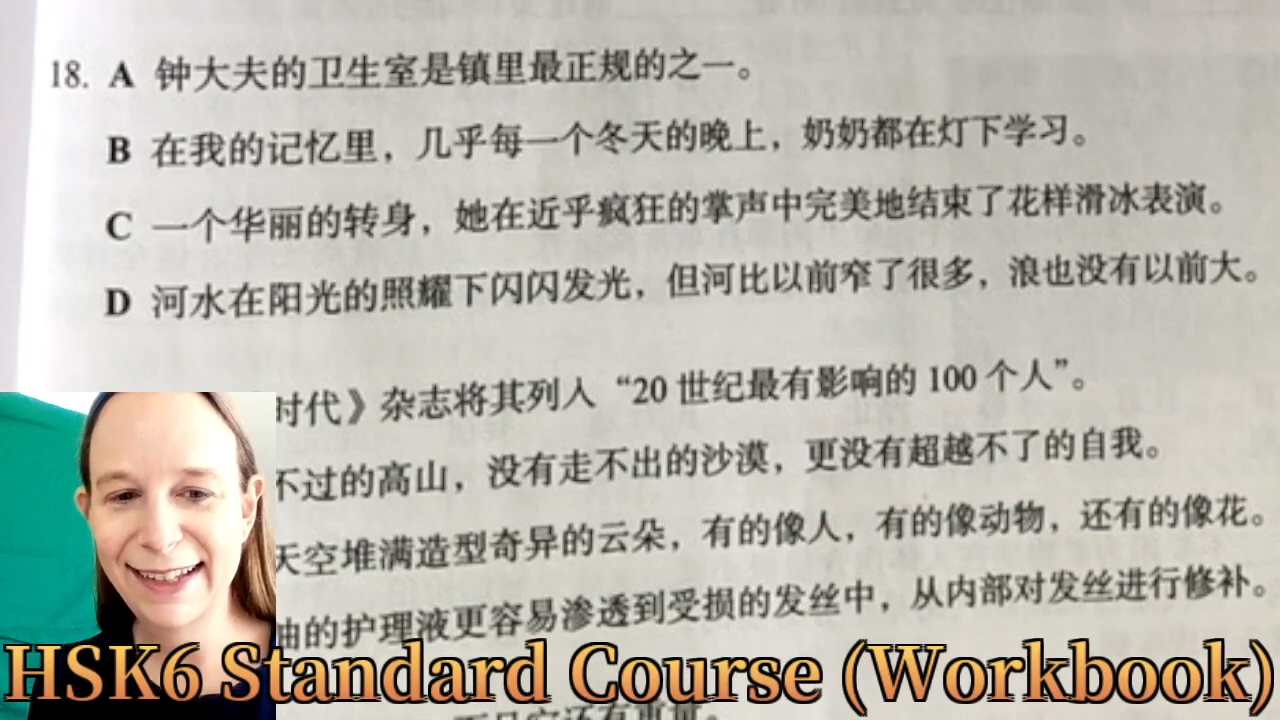 18. A 钟大夫的卫生室是镇里最正规的之一。
B 在我的记忆里，几乎每一个冬天的晚上，奶奶都在灯下学习。
C 一个华丽的转身，她在近乎疯狂的掌声中完美地结束了花样滑冰表演。
D 河水在阳光的照耀下闪闪发光，但河比以前窄了很多，浪也没有以前大。
时代》杂志将其列入“20 世纪最有影响的 100 个人”。
不过的高山，没有走不出的沙漠，更没有超越不了的自我。
天空堆满造型奇异的云朵，有的像人，有的像动物，还有的像花。
油的护理液更容易渗透到受损的发丝中，从内部对发丝进行修补。
HSK6 Standard Course (Workbook)